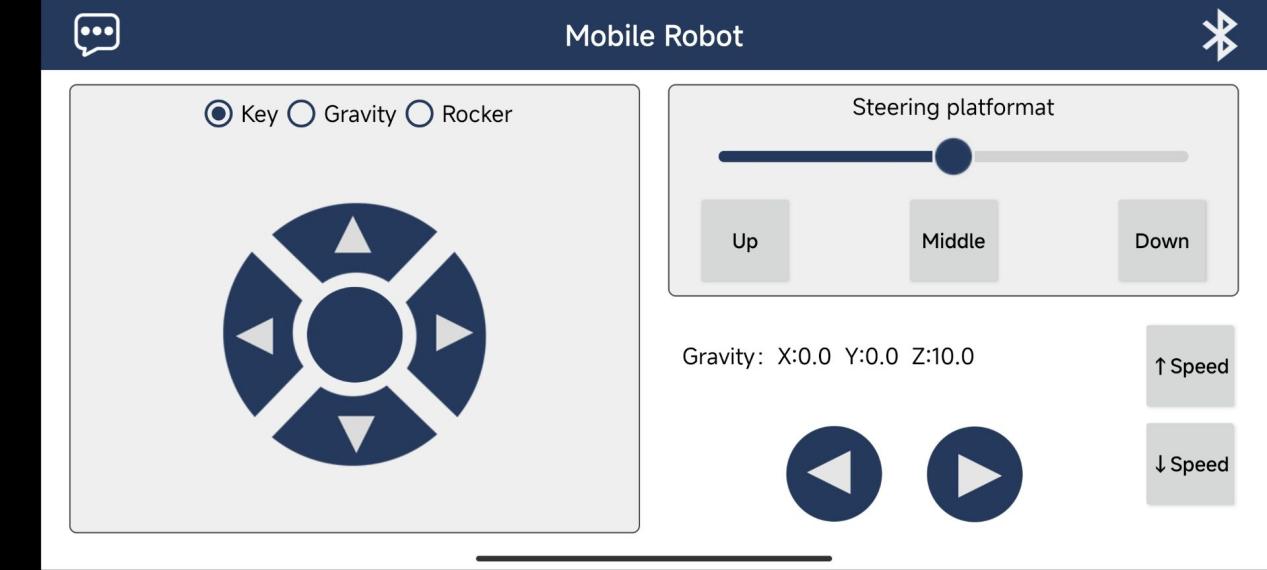 Mobile Robot
Key Gravity Rocker
Steering platformat
Up Middle Down
Gravity: X:0.0 Y:0.0 Z:10.0
↑Speed
↓Speed